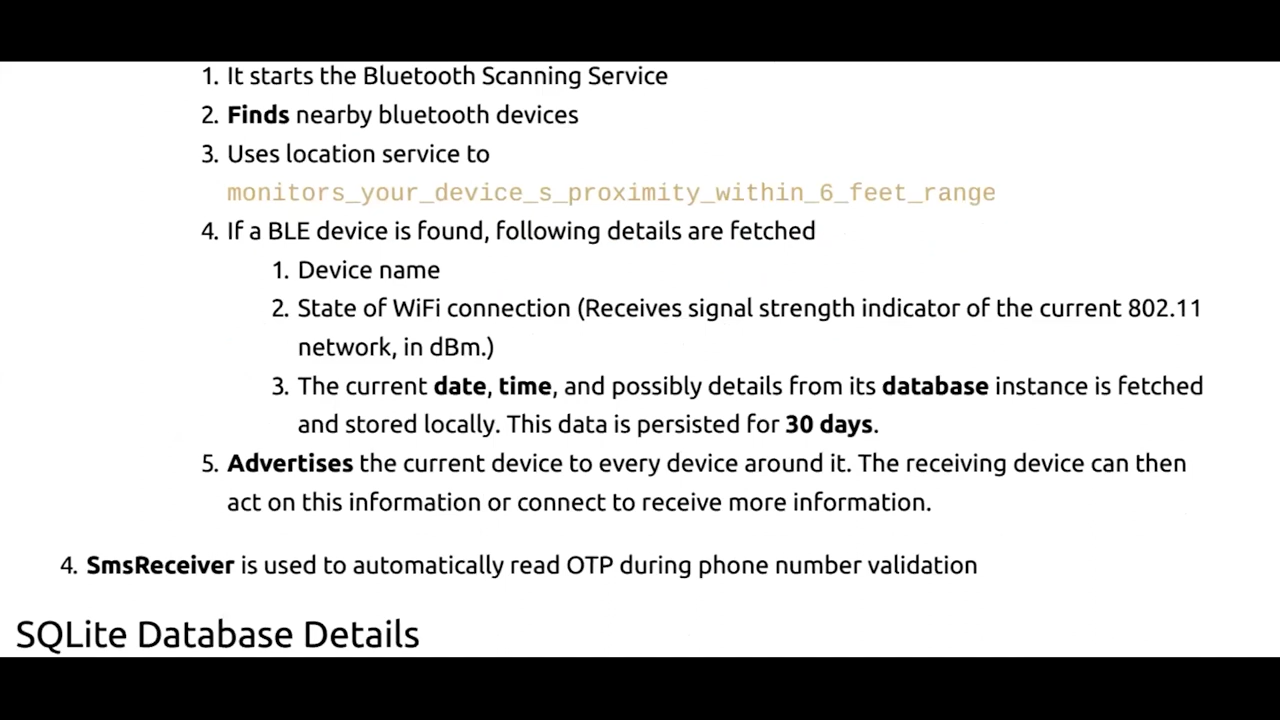 1. It starts the Bluetooth Scanning Service
2. Finds nearby bluetooth devices
3. Uses location service to
monitors_your_device_s_proximity_within_6_feet_range
4. If a BLE device is found, following details are fetched
1. Device name
2. State of WiFi connection (Receives signal strength indicator of the current 802.11
network, in dBm.)
3. The current date, time, and possibly details from its database instance is fetched
and stored locally. This data is persisted for 30 days.
5. Advertises the current device to every device around it. The receiving device can then
act on this information or connect to receive more information.
4. SmsReceiver is used to automatically read OTP during phone number validation
SQLite Database Details